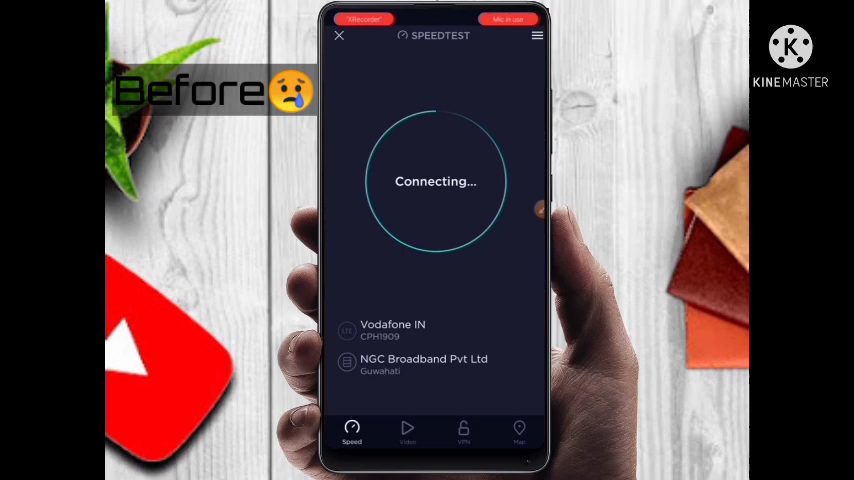 "XRecorder"
Mic in use
SPEEDTEST
Before😢
KINEMASTER
Connecting...
LTE
Vodafone IN
CPH1909
NGC Broadband Pvt Ltd
Guwahati
Speed
Video
VPN
Map